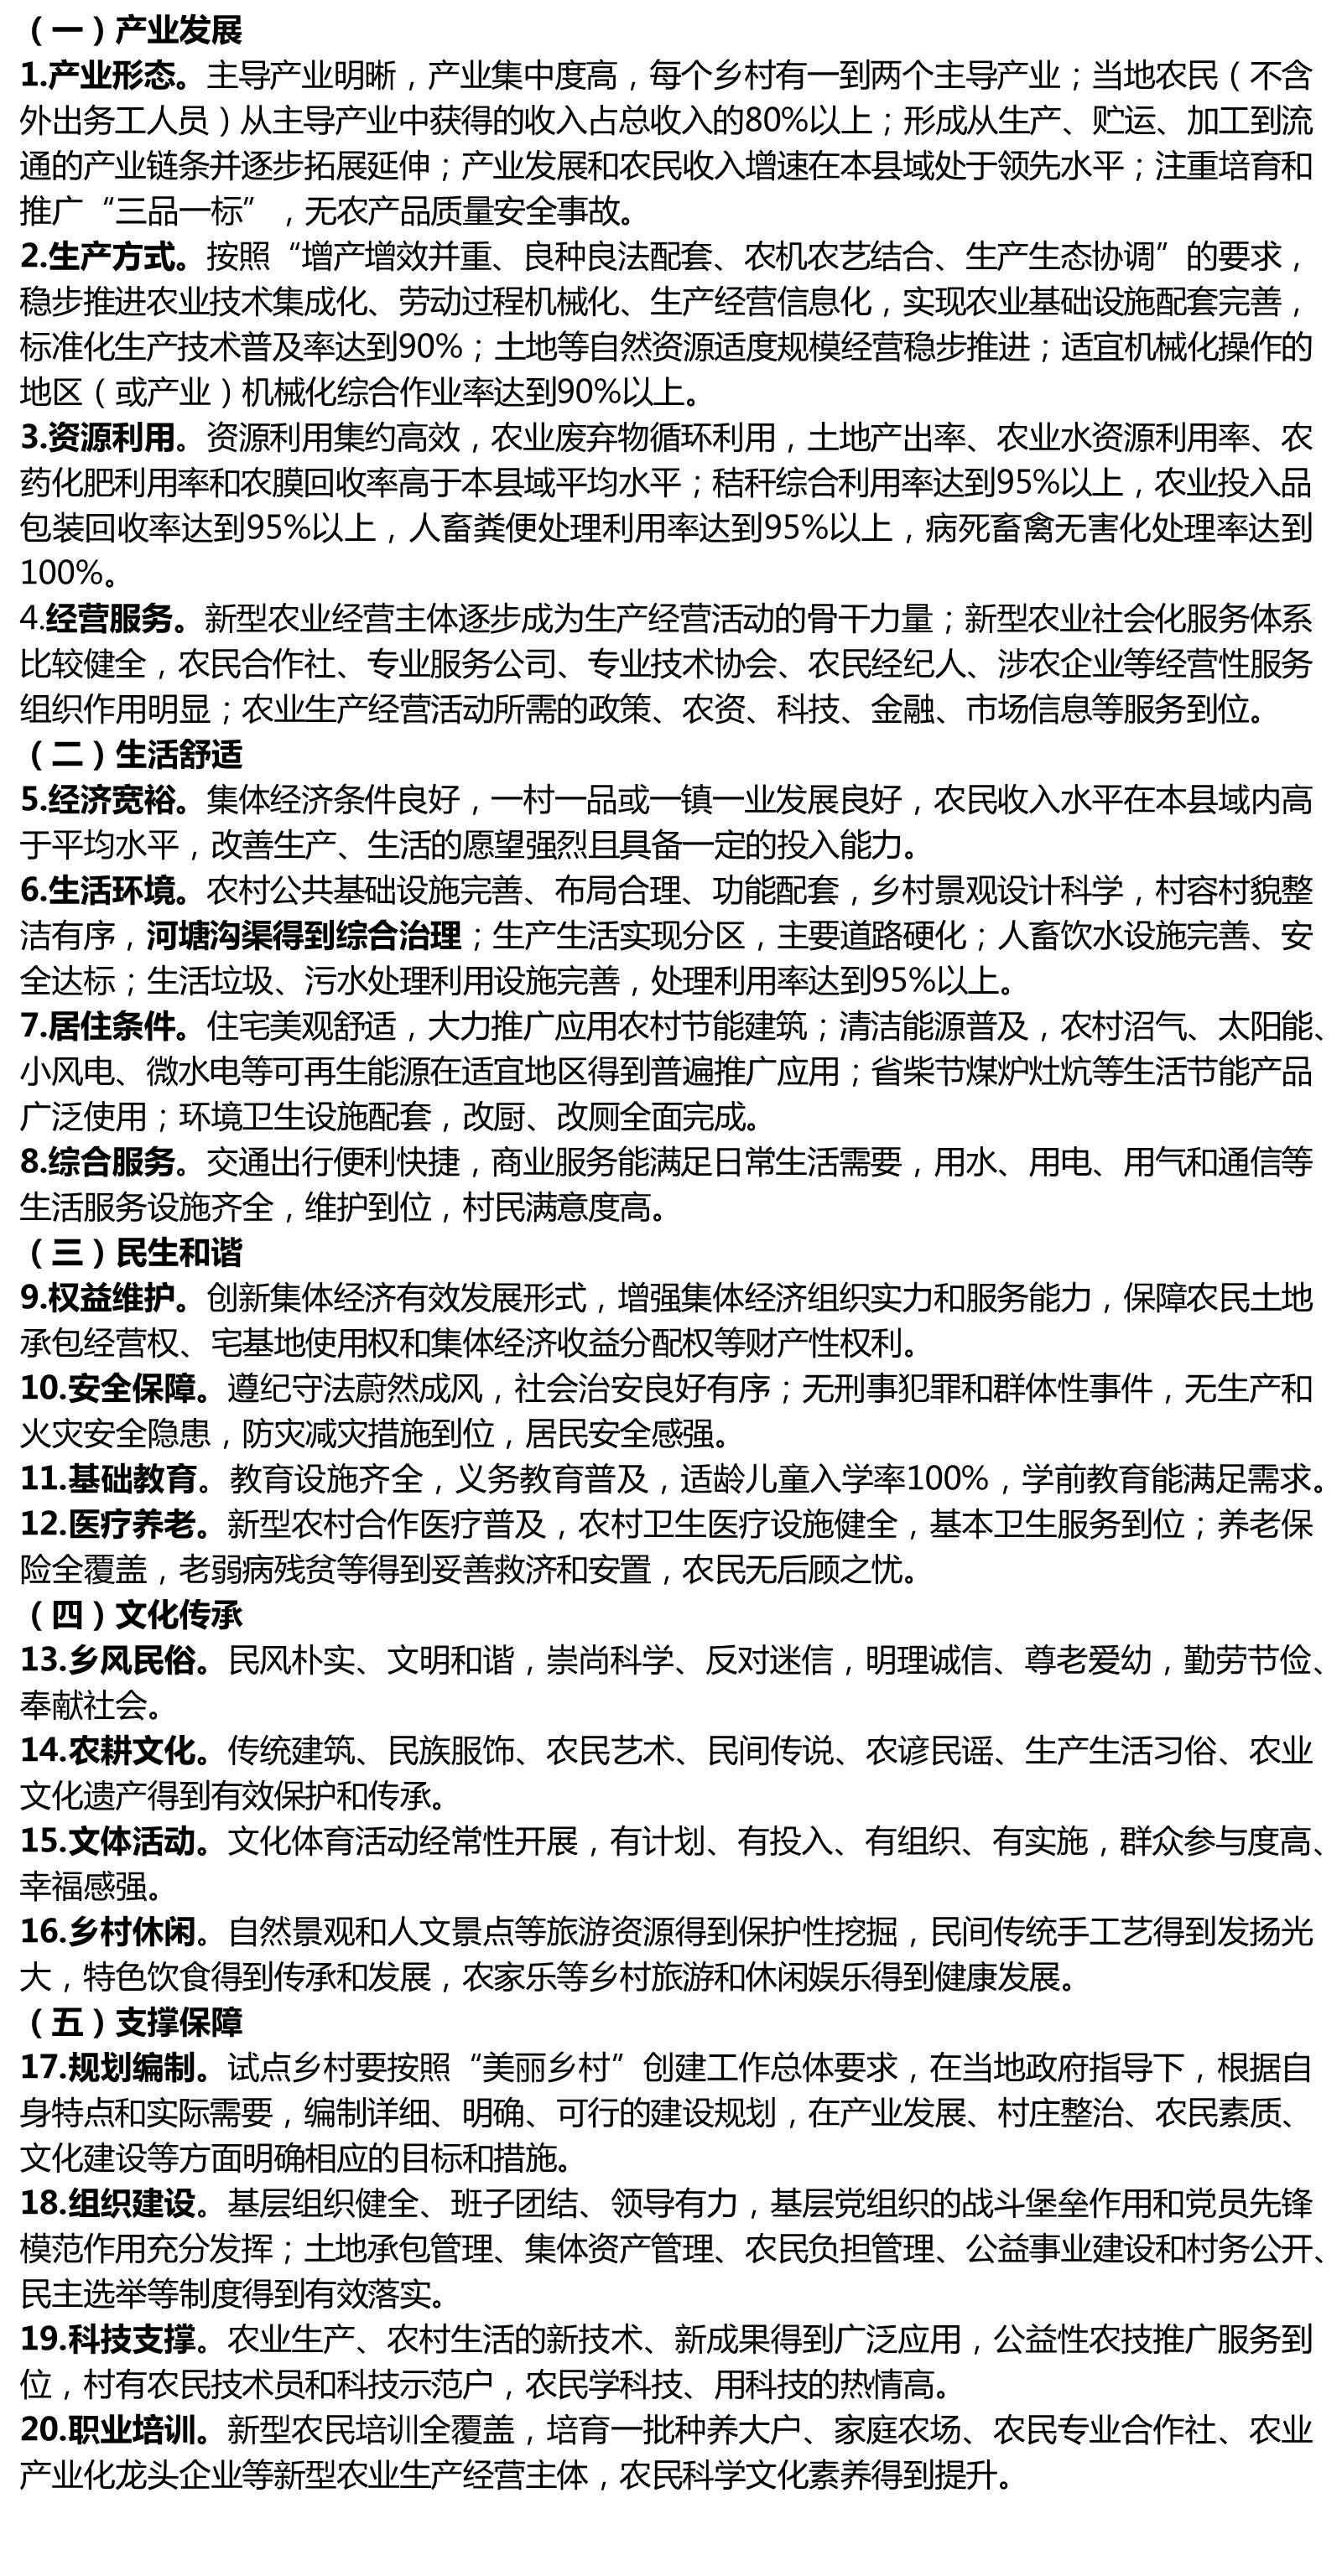 （一）产业发展
1.产业形态。主导产业明晰，产业集中度高，每个乡村有一到两个主导产业；当地农民（不含
外出务工人员）从主导产业中获得的收入占总收入的80%以上；形成从生产、贮运、加工到流
通的产业链条并逐步拓展延伸；产业发展和农民收入增速在本县域处于领先水平；注重培育和
推广“三品一标”，无农产品质量安全事故。
2.生产方式。按照“增产增效并重、良种良法配套、农机农艺结合、生产生态协调”的要求，
稳步推进农业技术集成化、劳动过程机械化、生产经营信息化，实现农业基础设施配套完善，
标准化生产技术普及率达到90%；土地等自然资源适度规模经营稳步推进；适宜机械化操作的
地区（或产业）机械化综合作业率达到90%以上。
3.资源利用。资源利用集约高效，农业废弃物循环利用，土地产出率、农业水资源利用率、农
药化肥利用率和农膜回收率高于本县域平均水平；秸秆综合利用率达到95%以上，农业投入品
包装回收率达到95%以上，人畜粪便处理利用率达到95%以上，病死畜禽无害化处理率达到
100%。
4.经营服务。新型农业经营主体逐步成为生产经营活动的骨干力量；新型农业社会化服务体系
比较健全，农民合作社、专业服务公司、专业技术协会、农民经纪人、涉农企业等经营性服务
组织作用明显；农业生产经营活动所需的政策、农资、科技、金融、市场信息等服务到位。
（二）生活舒适
5.经济宽裕。集体经济条件良好，一村一品或一镇一业发展良好，农民收入水平在本县域内高
于平均水平，改善生产、生活的愿望强烈且具备一定的投入能力。
6.生活环境。农村公共基础设施完善、布局合理、功能配套，乡村景观设计科学，村容村貌整
洁有序，河塘沟渠得到综合治理；生产生活实现分区，主要道路硬化；人畜饮水设施完善、安
全达标；生活垃圾、污水处理利用设施完善，处理利用率达到95%以上。
7.居住条件。住宅美观舒适，大力推广应用农村节能建筑；清洁能源普及，农村沼气、太阳能、
小风电、微水电等可再生能源在适宜地区得到普遍推广应用；省柴节煤炉灶炕等生活节能产品
广泛使用；环境卫生设施配套，改厨、改厕全面完成。
8.综合服务。交通出行便利快捷，商业服务能满足日常生活需要，用水、用电、用气和通信等
生活服务设施齐全，维护到位，村民满意度高。
（三）民生和谐
9.权益维护。创新集体经济有效发展形式，增强集体经济组织实力和服务能力，保障农民土地
承包经营权、宅基地使用权和集体经济收益分配权等财产性权利。
10.安全保障。遵纪守法蔚然成风，社会治安良好有序；无刑事犯罪和群体性事件，无生产和
火灾安全隐患，防灾减灾措施到位，居民安全感强。
11.基础教育。教育设施齐全，义务教育普及，适龄儿童入学率100%，学前教育能满足需求。
12.医疗养老。新型农村合作医疗普及，农村卫生医疗设施健全，基本卫生服务到位；养老保
险全覆盖，老弱病残贫等得到妥善救济和安置，农民无后顾之忧。
（四）文化传承
13.乡风民俗。民风朴实、文明和谐，崇尚科学、反对迷信，明理诚信、尊老爱幼，勤劳节俭、
奉献社会。
14.农耕文化。传统建筑、民族服饰、农民艺术、民间传说、农谚民谣、生产生活习俗、农业
文化遗产得到有效保护和传承。
15.文体活动。文化体育活动经常性开展，有计划、有投入、有组织、有实施，群众参与度高、
幸福感强。
16.乡村休闲。自然景观和人文景点等旅游资源得到保护性挖掘，民间传统手工艺得到发扬光
大，特色饮食得到传承和发展，农家乐等乡村旅游和休闲娱乐得到健康发展。
（五）支撑保障
17.规划编制。试点乡村要按照“美丽乡村”创建工作总体要求，在当地政府指导下，根据自
身特点和实际需要，编制详细、明确、可行的建设规划，在产业发展、村庄整治、农民素质、
文化建设等方面明确相应的目标和措施。
18.组织建设。基层组织健全、班子团结、领导有力，基层党组织的战斗堡垒作用和党员先锋
模范作用充分发挥；土地承包管理、集体资产管理、农民负担管理、公益事业建设和村务公开、
民主选举等制度得到有效落实。
19.科技支撑。农业生产、农村生活的新技术、新成果得到广泛应用，公益性农技推广服务到
位，村有农民技术员和科技示范户，农民学科技、用科技的热情高。
20.职业培训。新型农民培训全覆盖，培育一批种养大户、家庭农场、农民专业合作社、农业
产业化龙头企业等新型农业生产经营主体，农民科学文化素养得到提升。